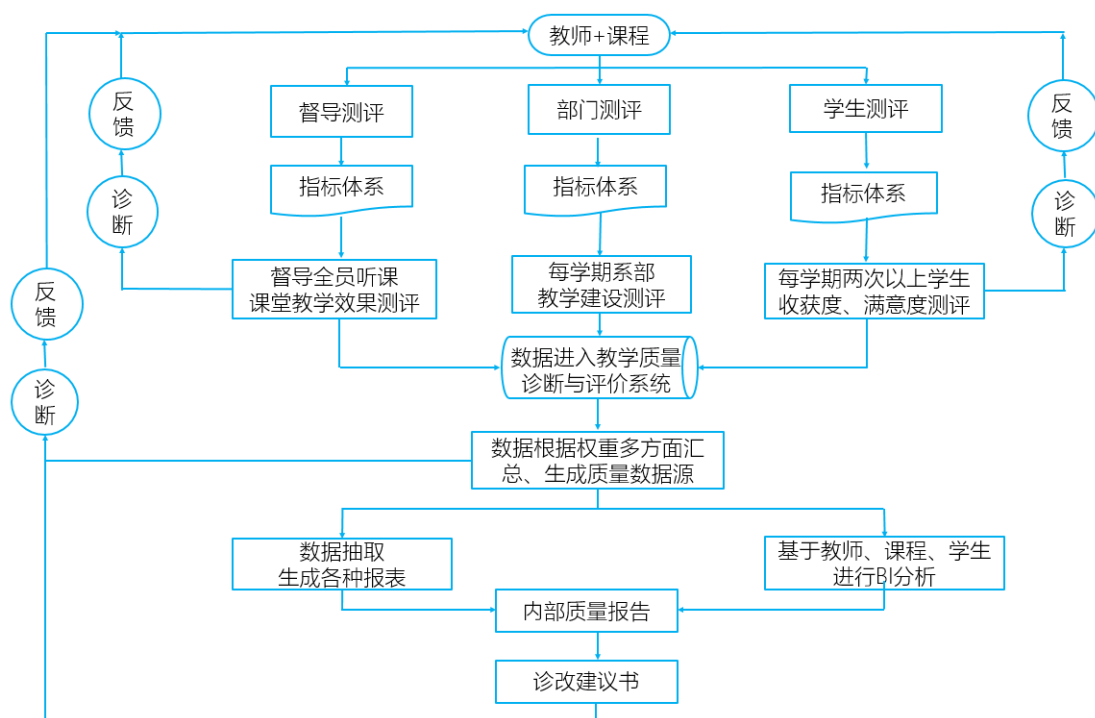 教师+课程
督导测评
部门测评
学生测评
反
馈
反
馈
指标体系
指标体系
指标体系
诊
断
诊
断
督导全员听课
课堂教学效果测评
每学期系部
教学建设测评
每学期两次以上学生
收获度、满意度测评
反
馈
数据进入教学质量
诊断与评价系统
诊
断
数据根据权重多方面汇
总、生成质量数据源
数据抽取
生成各种报表
基于教师、课程、学生
进行BI分析
内部质量报告
诊改建议书